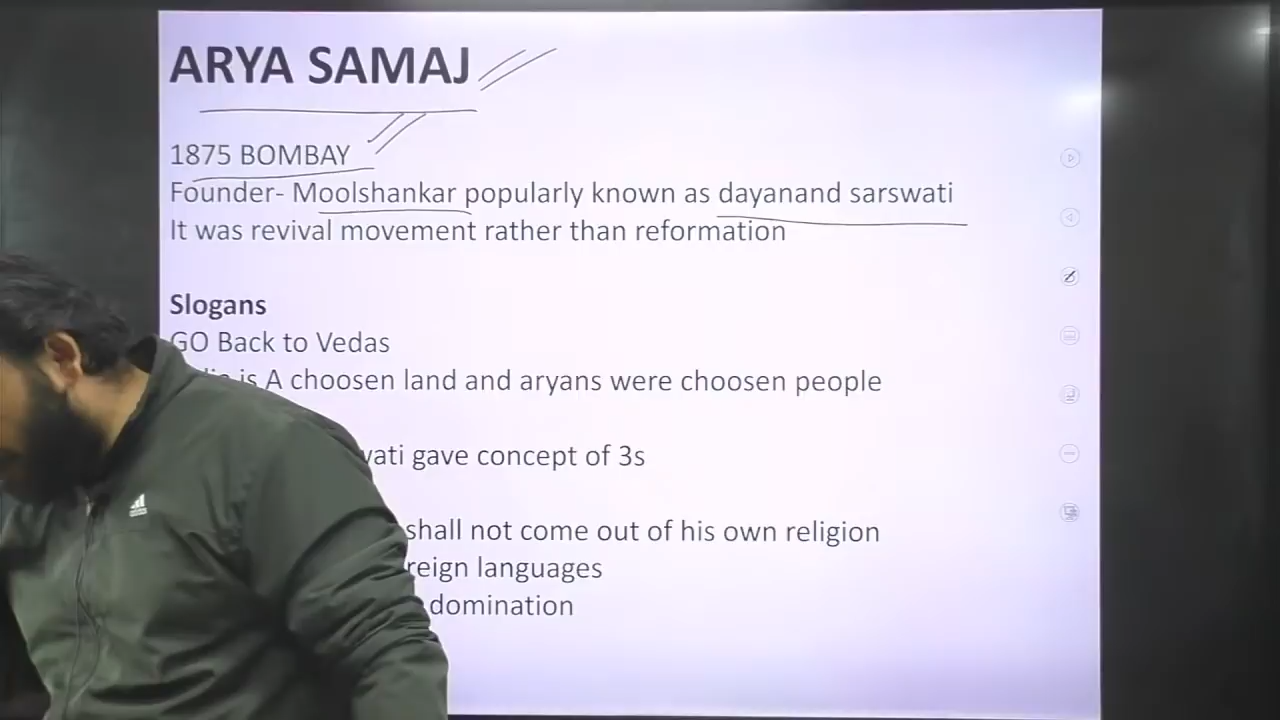 ARYA SAMAJ
1875 BOMBAY
Founder- Moolshankar popularly known as dayanand sarswati
It was revival movement rather than reformation
Slogans
GO Back to Vedas
is A choosen land and aryans were choosen people
gave concept of 3s
shall not come out of his own religion
languages
domination